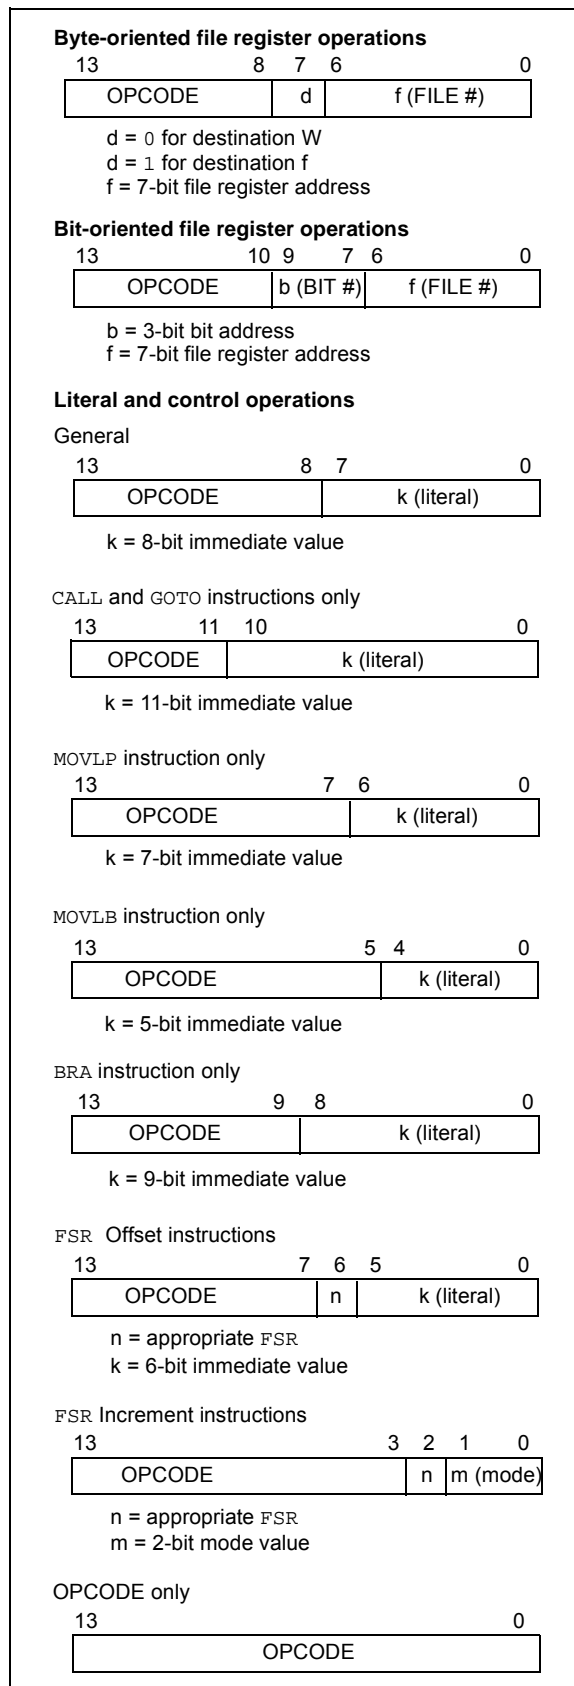 Byte-oriented file register operations
13 8 7 6 0
OPCODE d f (FILE #)
d = 0 for destination W
d = 1 for destination f
f = 7-bit file register address
Bit-oriented file register operations
13 10 9 7 6 0
OPCODE b (BIT #) f (FILE #)
b = 3-bit bit address
f = 7-bit file register address
Literal and control operations
General
13 8 7 0
OPCODE k (literal)
k = 8-bit immediate value
CALL and GOTO instructions only
13 11 10 0
OPCODE k (literal)
k = 11-bit immediate value
MOVLP instruction only
13 7 6 0
OPCODE k (literal)
k = 7-bit immediate value
MOVLB instruction only
13 5 4 0
OPCODE k (literal)
k = 5-bit immediate value
BRA instruction only
13 9 8 0
OPCODE k (literal)
k = 9-bit immediate value
FSR Offset instructions
13 7 6 5 0
OPCODE n k (literal)
n = appropriate FSR
k = 6-bit immediate value
FSR Increment instructions
13 3 2 1 0
OPCODE n m (mode)
n = appropriate FSR
m = 2-bit mode value
OPCODE only
13 0
OPCODE